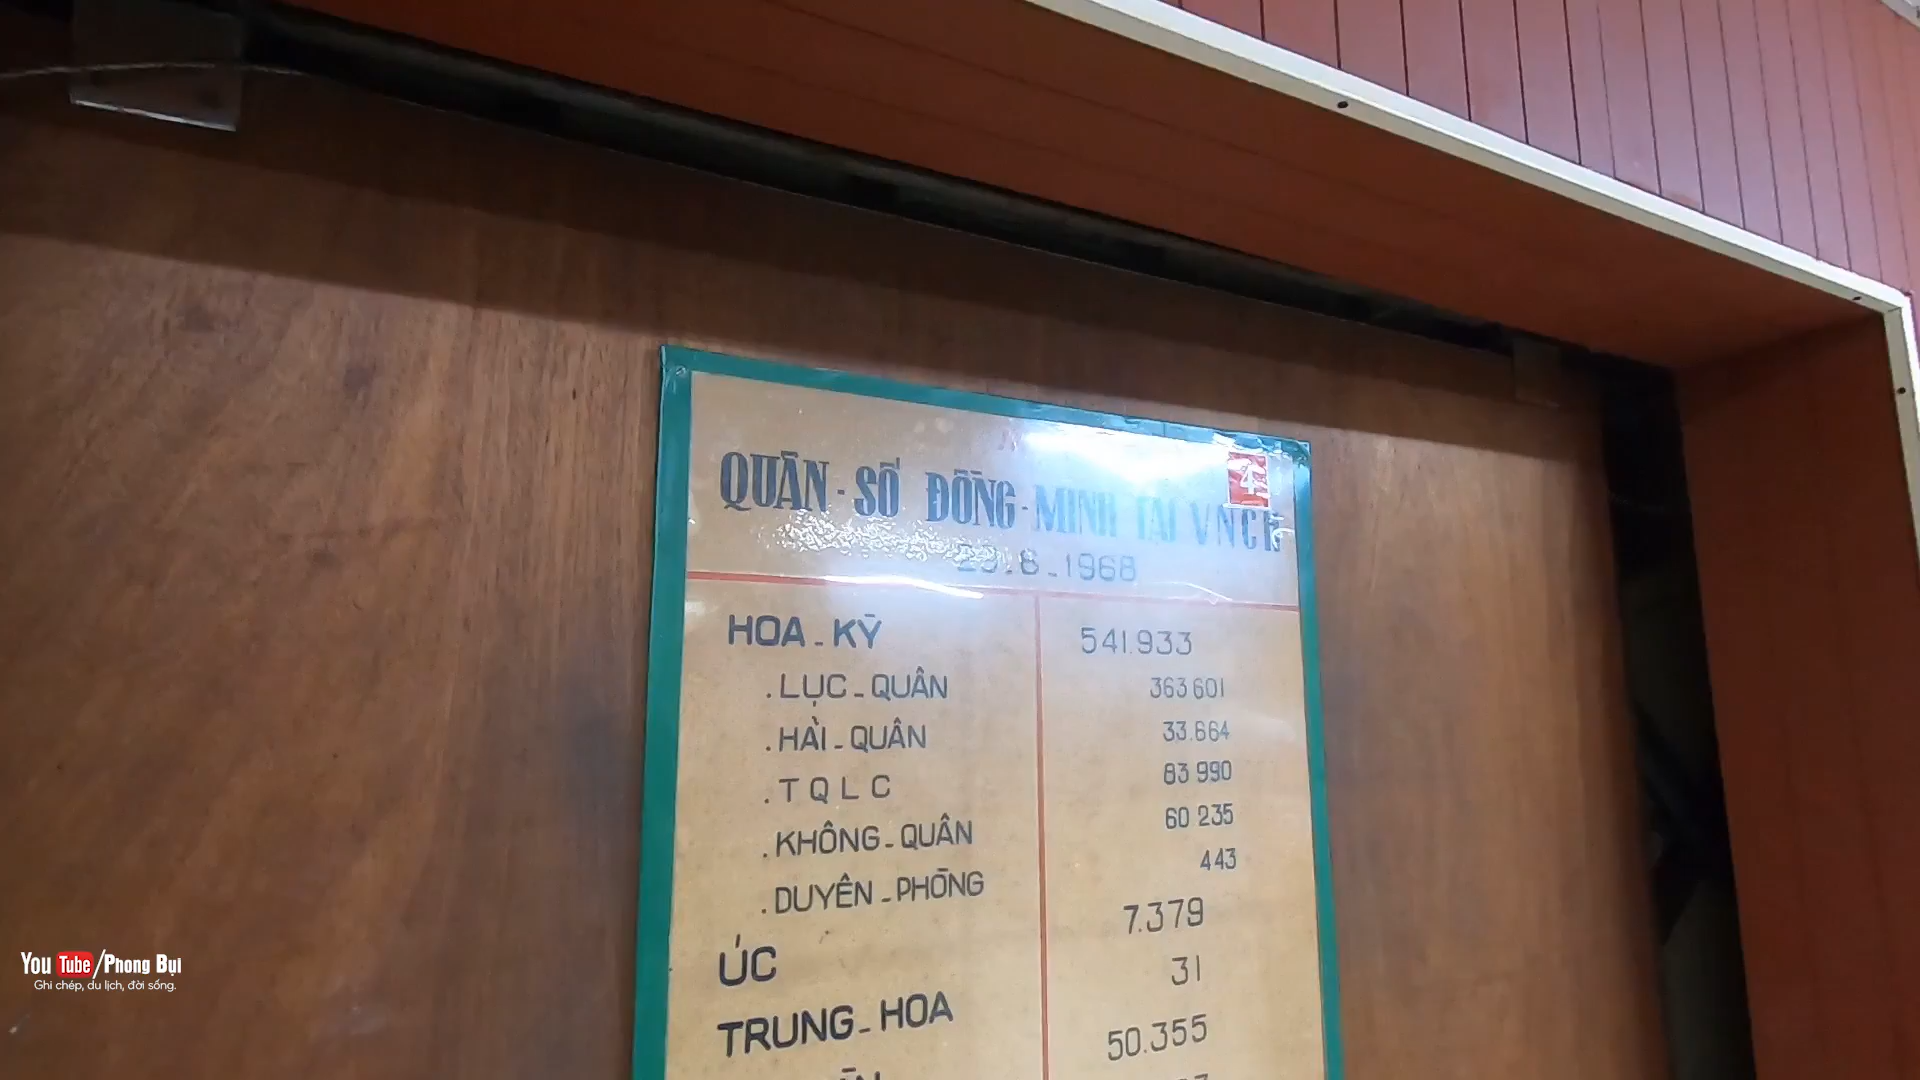 4
QUÂN-SỐ ĐỒNG-MINH TẠI VNCH
6-1968
HOA-KỲ 541.933
.LỤC-QUÂN 363 601
.HẢI-QUÂN 33.664
.TQLC 83 990
.KHÔNG-QUÂN 60 235
.DUYÊN-PHÒNG 443
ÚC 7.379
TRUNG-HOA 31
50.355
You Tube/Phong Bụi
Ghi chép, du lịch, đời sống.